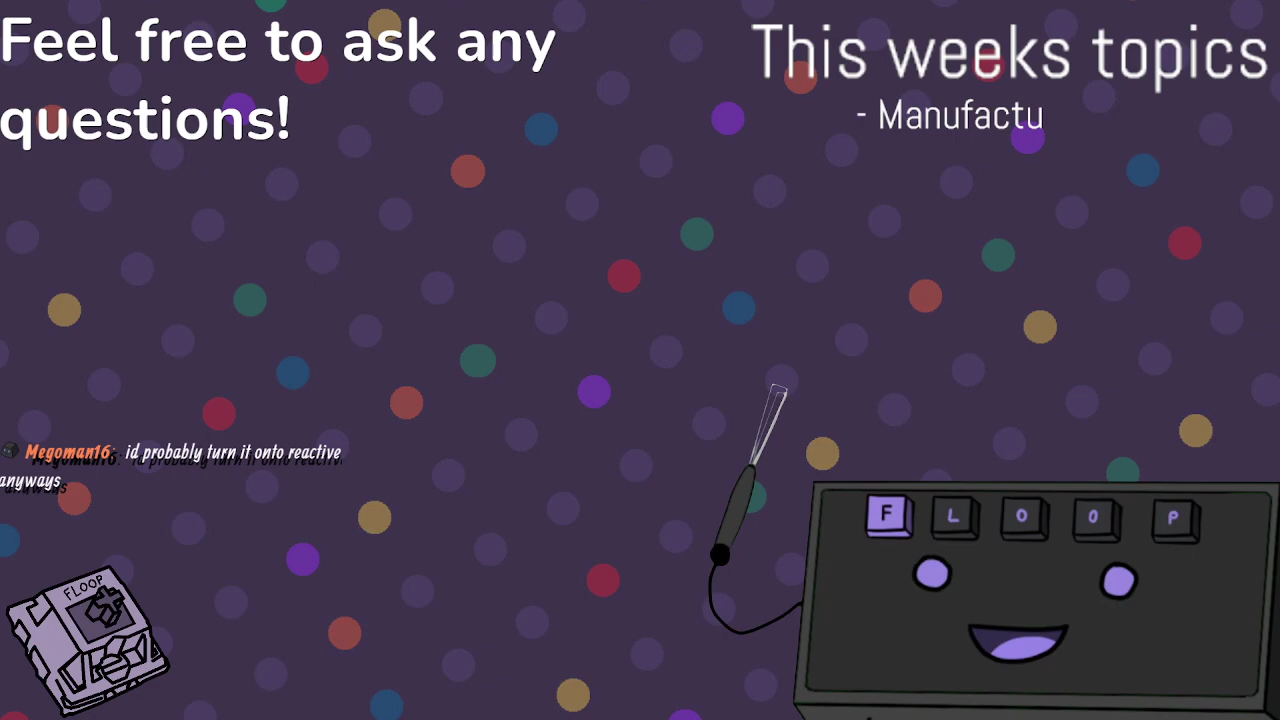 Feel free to ask any
questions!
This weeks topics
- Manufactu
Megoman16: id probably turn it onto reactive
anyways
F L O O P
FLOOP